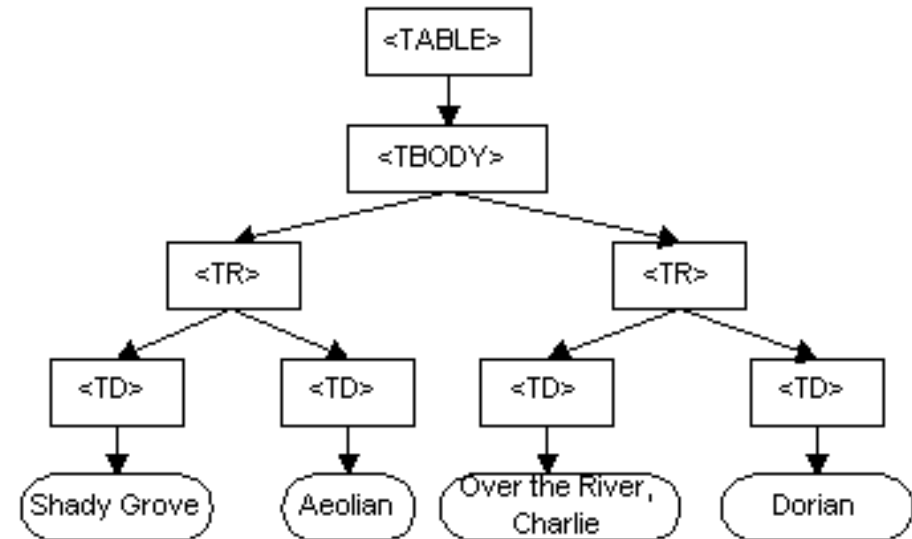 <TABLE>
<TBODY>
<TR>
<TR>
<TD>
<TD>
<TD>
<TD>
Shady Grove
Aeolian
Over the River,
Charlie
Dorian